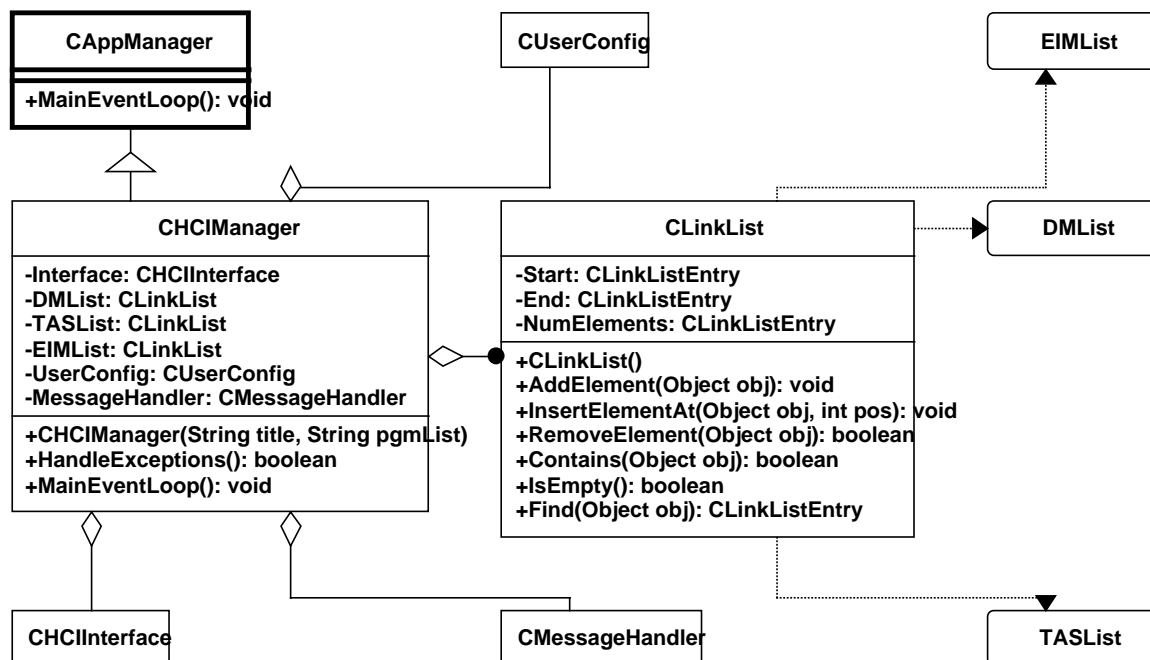 CAppManager
+MainEventLoop(): void
CUserConfig
EIMList
CHCIManager
-Interface: CHCIInterface
-DMList: CLinkList
-TASList: CLinkList
-EIMList: CLinkList
-UserConfig: CUserConfig
-MessageHandler: CMessageHandler
+CHCIManager(String title, String pgmList)
+HandleExceptions(): boolean
+MainEventLoop(): void
CLinkList
-Start: CLinkListEntry
-End: CLinkListEntry
-NumElements: CLinkListEntry
+CLinkList()
+AddElement(Object obj): void
+InsertElementAt(Object obj, int pos): void
+RemoveElement(Object obj): boolean
+Contains(Object obj): boolean
+IsEmpty(): boolean
+Find(Object obj): CLinkListEntry
DMList
CHCIInterface
CMessageHandler
TASList